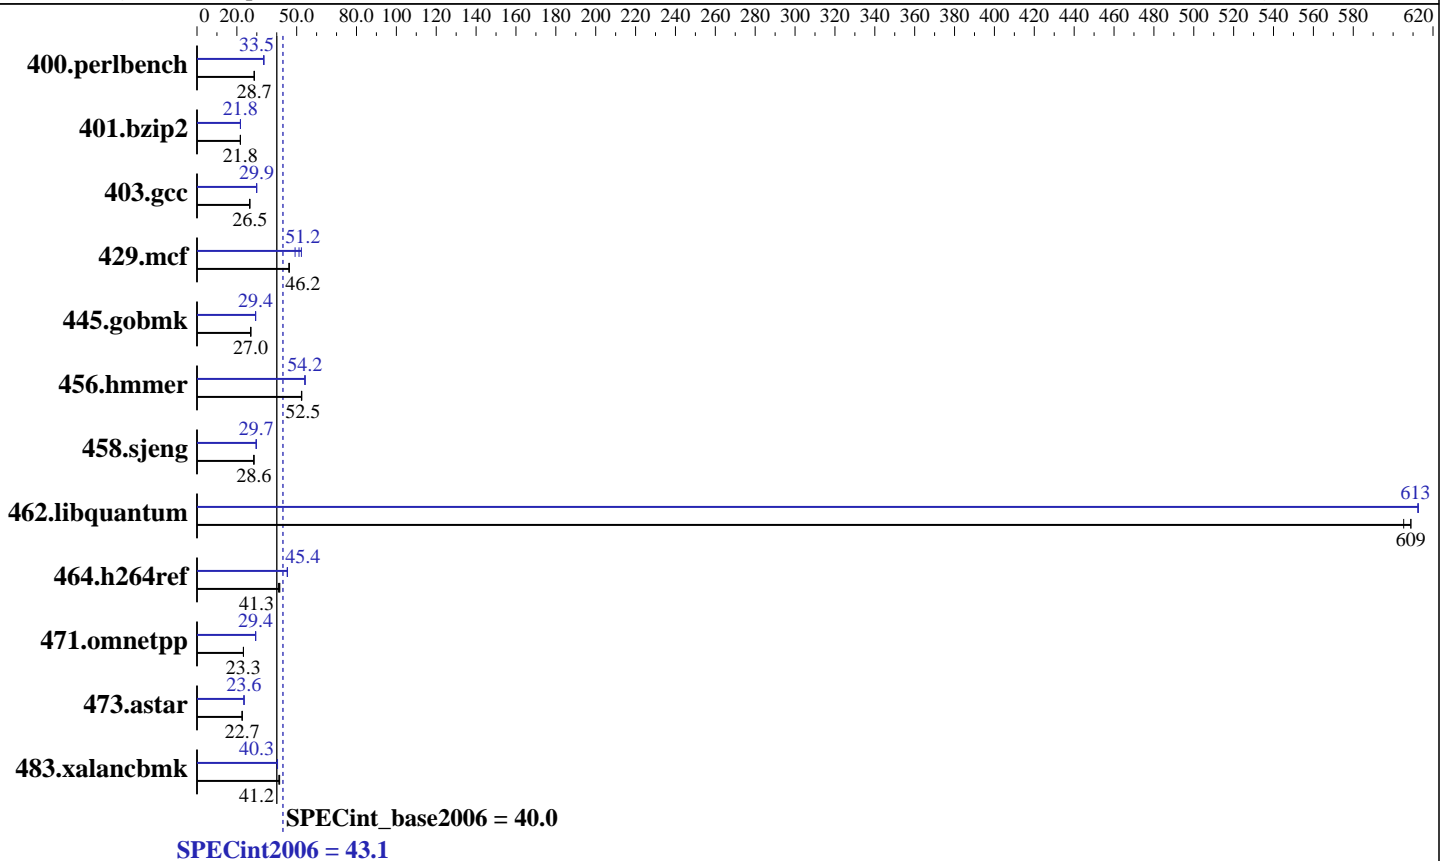 0 20.0 50.0 80.0 100 120 140 160 180 200 220 240 260 280 300 320 340 360 380 400 420 440 460 480 500 520 540 560 580 620
33.5
400.perlbench
28.7
21.8
401.bzip2
21.8
29.9
403.gcc
26.5
51.2
429.mcf
46.2
29.4
445.gobmk
27.0
54.2
456.hmmer
52.5
29.7
458.sjeng
28.6
613
462.libquantum
609
45.4
464.h264ref
41.3
29.4
471.omnetpp
23.3
23.6
473.astar
22.7
40.3
483.xalancbmk
41.2
SPECint_base2006 = 40.0
SPECint2006 = 43.1